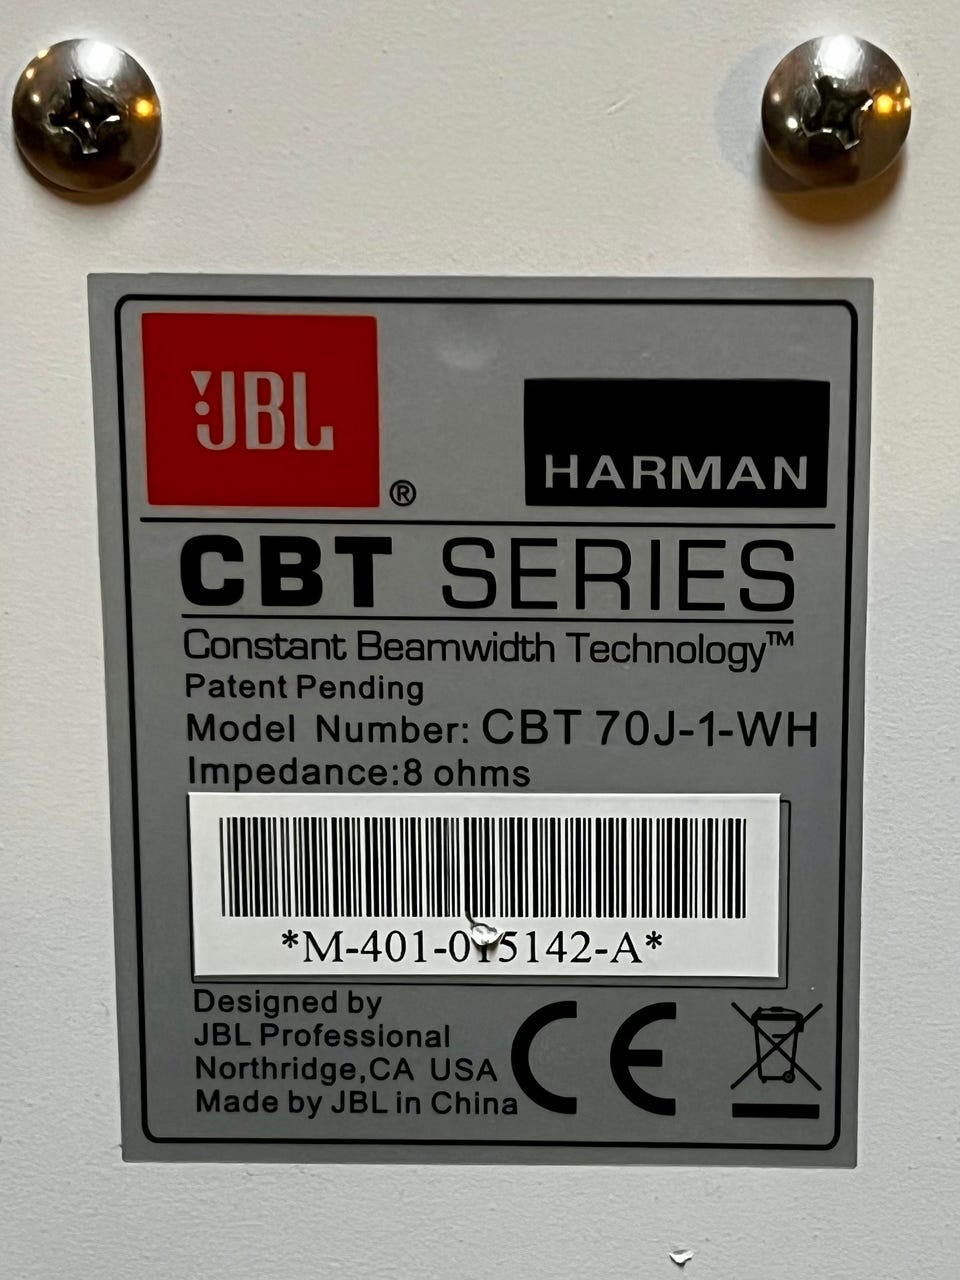 JBL
®
HARMAN
CBT SERIES
Constant Beamwidth Technology™
Patent Pending
Model Number: CBT 70J-1-WH
Impedance:8 ohms
*M-401-015142-A*
Designed by
JBL Professional
Northridge,CA USA
Made by JBL in China
CE